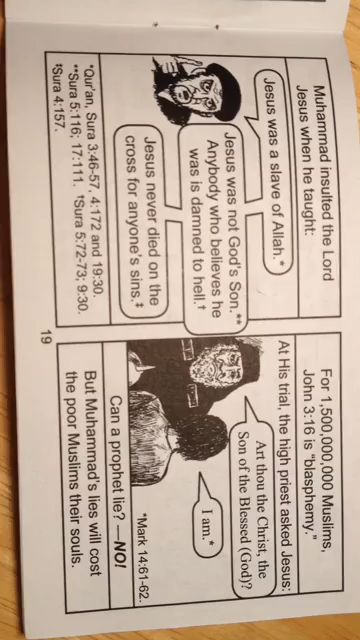 Muhammad insulted the Lord
Jesus when he taught:
Jesus was a slave of Allah.*
Jesus was not God's Son.**
Anybody who believes he
was is damned to hell.†
Jesus never died on the
cross for anyone's sins.‡
*Qur'an, Sura 3:46-57, 4:172 and 19:30.
**Sura 5:116; 17:111. †Sura 5:72-73; 9:30.
‡Sura 4:157.
For 1,500,000,000 Muslims,
John 3:16 is "blasphemy."
At His trial, the high priest asked Jesus:
Art thou the Christ, the
Son of the Blessed (God)?
I am.*
*Mark 14:61-62.
Can a prophet lie? —NO!
But Muhammad's lies will cost
the poor Muslims their souls.
19